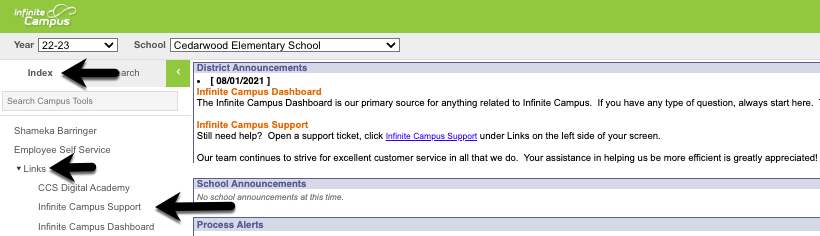 Infinite
Campus
Year 22-23 School Cedarwood Elementary School
Index arch
Search Campus Tools
Shameka Barringer
Employee Self Service
Links
CCS Digital Academy
Infinite Campus Support
Infinite Campus Dashboard
District Announcements
• [ 08/01/2021 ]
Infinite Campus Dashboard
The Infinite Campus Dashboard is our primary source for anything related to Infinite Campus. If you have any type of question, always start here.
Infinite Campus Support
Still need help? Open a support ticket, click Infinite Campus Support under Links on the left side of your screen.
Our team continues to strive for excellent customer service in all that we do. Your assistance in helping us be more efficient is greatly appreciated!
School Announcements
No school announcements at this time.
Process Alerts